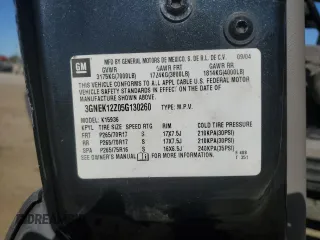 GM
MFD BY GENERAL MOTORS DE MEXICO, S. DE R.L. DE C.V. 09/04
GVWR GAWR FRT GAWR RR
3175KG(7000LB) 1724KG(3800LB) 1814KG(4000LB)
THIS VEHICLE CONFORMS TO ALL APPLICABLE U.S. FEDERAL MOTOR
VEHICLE SAFETY STANDARDS IN EFFECT ON THE DATE OF
MANUFACTURE SHOWN ABOVE.
3GNEK12Z05G130260 TYPE: M.P.V.
MODEL: K15936
TIRE SIZE SPEED RTG RIM COLD TIRE PRESSURE
FRT P265/70R17 S 17X7.5J 210KPA(30PSI)
RR P265/70R17 S 17X7.5J 210KPA(30PSI)
SPA P265/75R16 S 16X6.5J 240KPA(35PSI)
SEE OWNER'S MANUAL FOR MORE INFORMATION.